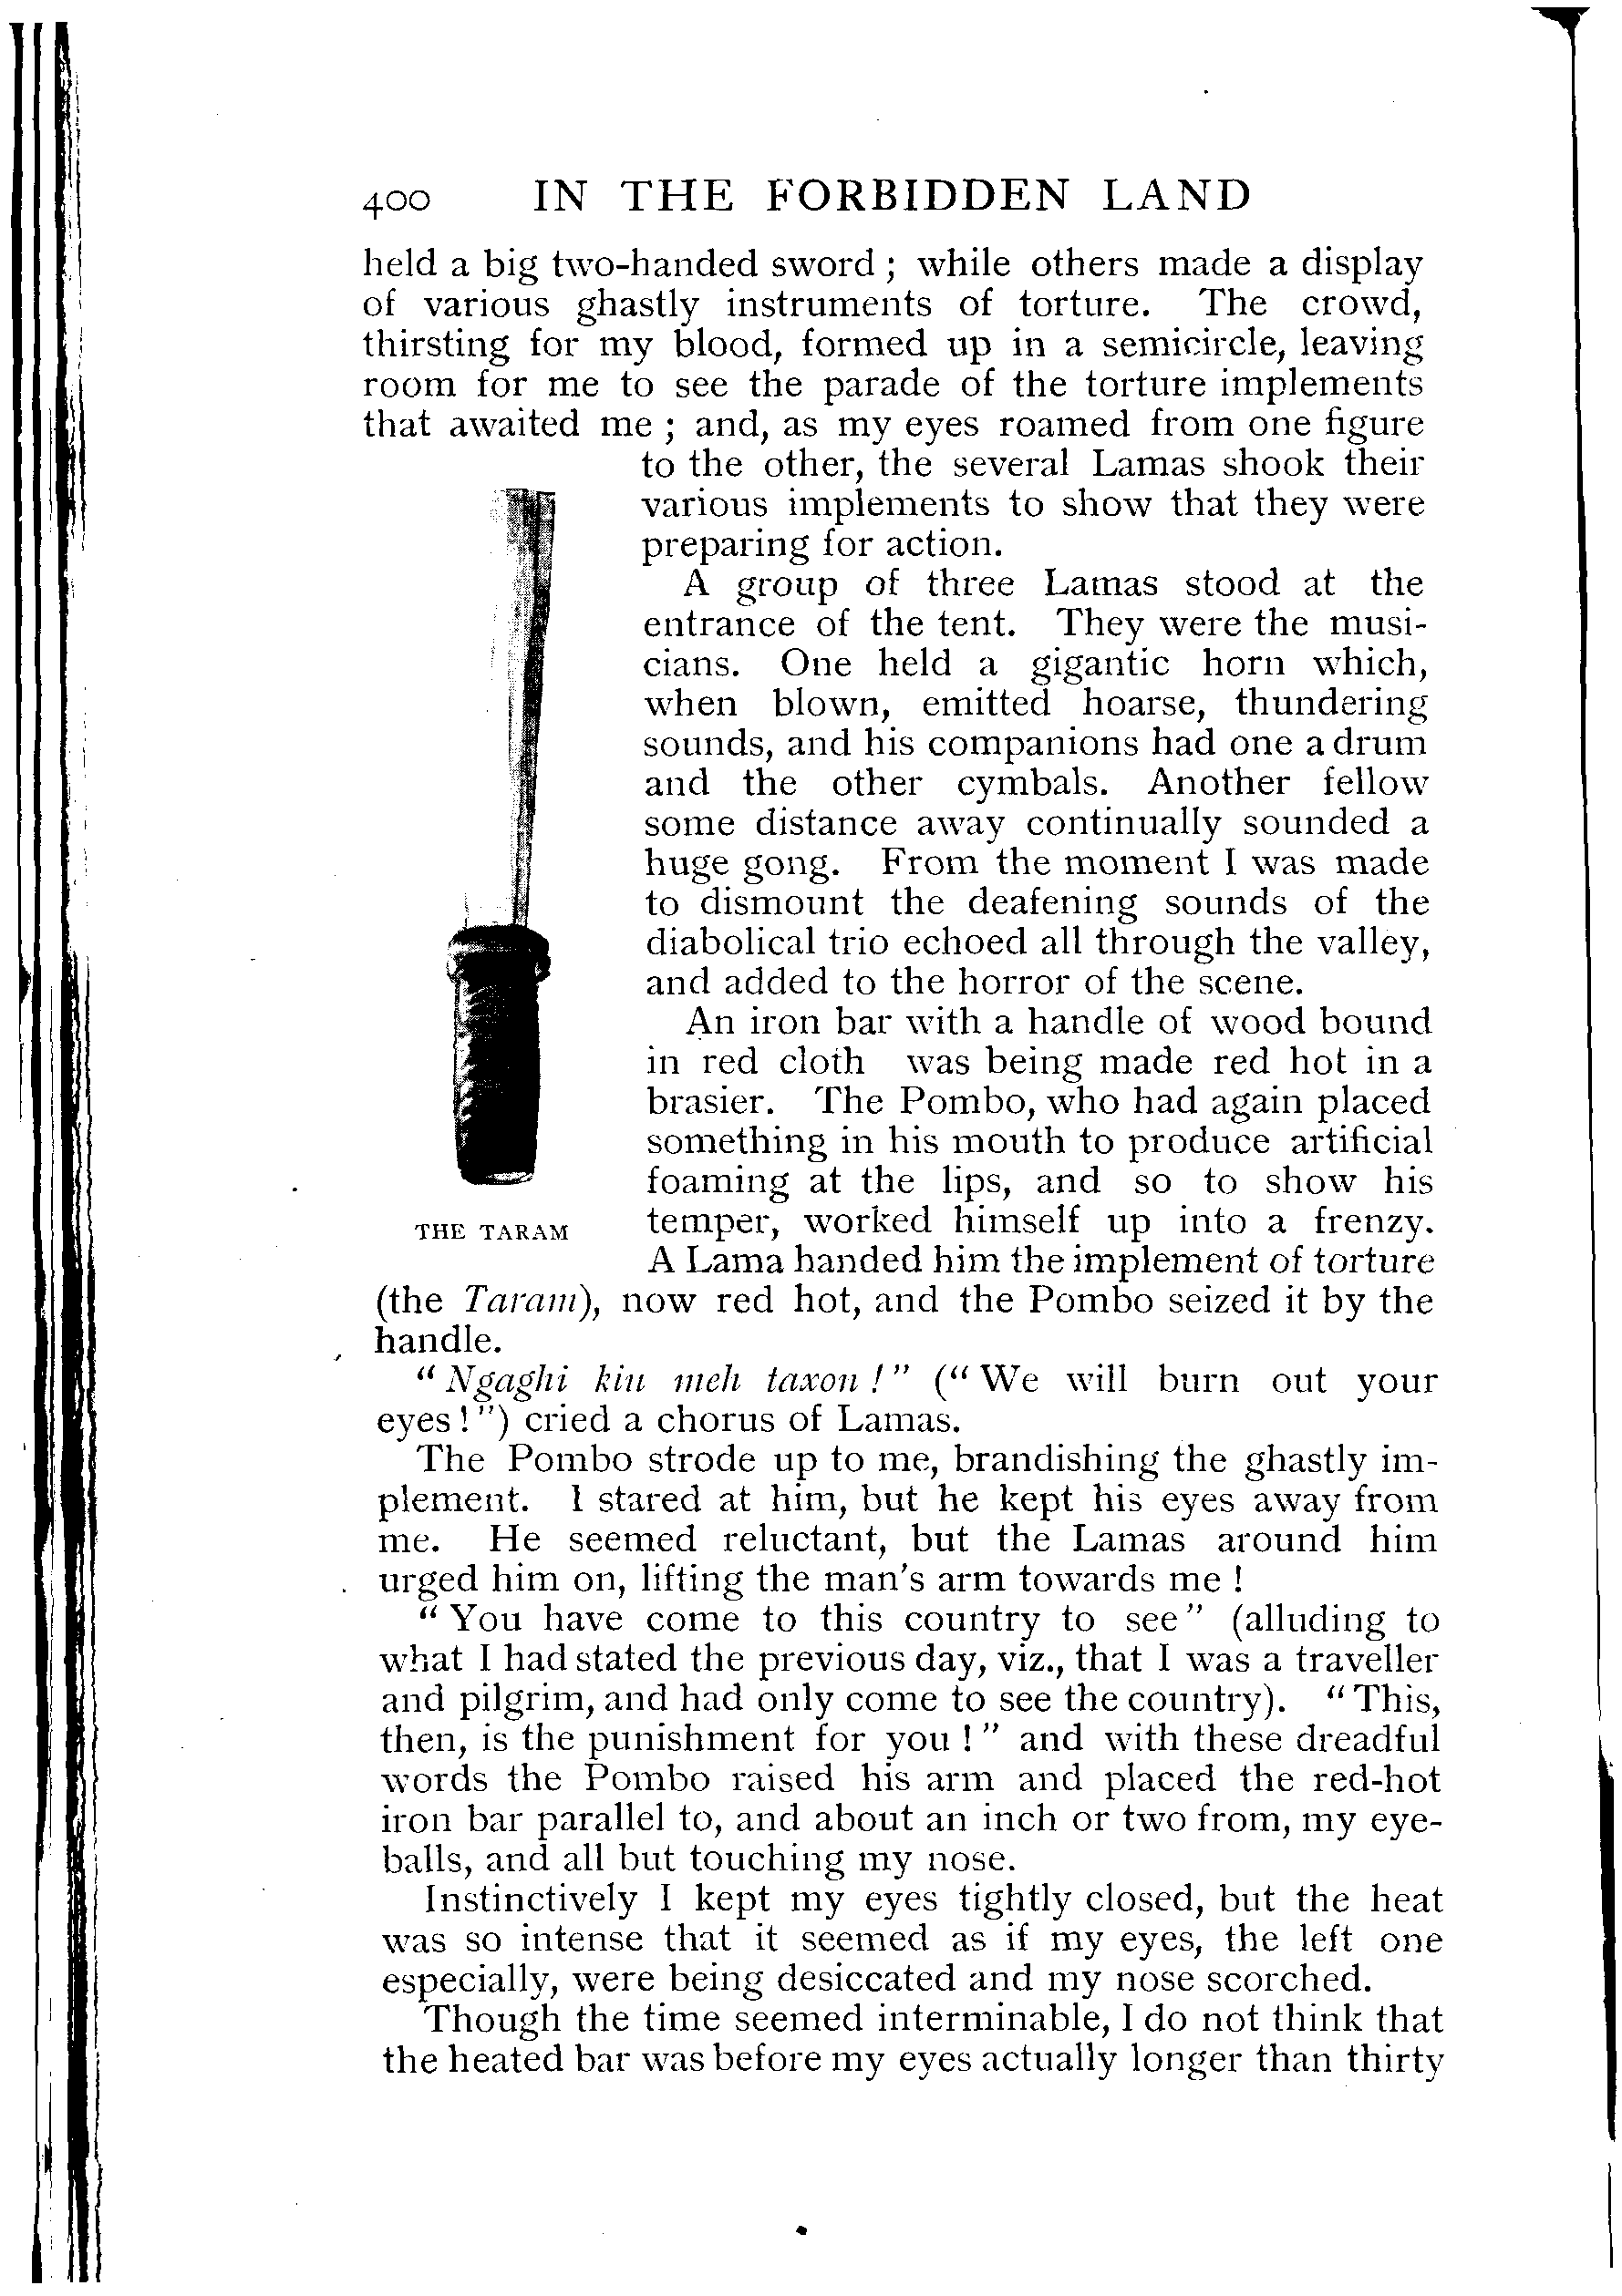 400 IN THE FORBIDDEN LAND
held a big two-handed sword ; while others made a display
of various ghastly instruments of torture. The crowd,
thirsting for my blood, formed up in a semicircle, leaving
room for me to see the parade of the torture implements
that awaited me ; and, as my eyes roamed from one figure
to the other, the several Lamas shook their
various implements to show that they were
preparing for action.
A group of three Lamas stood at the
entrance of the tent. They were the musi-
cians. One held a gigantic horn which,
when blown, emitted hoarse, thundering
sounds, and his companions had one a drum
and the other cymbals. Another fellow
some distance away continually sounded a
huge gong. From the moment I was made
to dismount the deafening sounds of the
diabolical trio echoed all through the valley,
and added to the horror of the scene.
An iron bar with a handle of wood bound
in red cloth was being made red hot in a
brasier. The Pombo, who had again placed
something in his mouth to produce artificial
foaming at the lips, and so to show his
temper, worked himself up into a frenzy.
A Lama handed him the implement of torture
THE TARAM
(the Taram), now red hot, and the Pombo seized it by the
handle.
“ Ngaghi kiu meh taxon ! ” (“ We will burn out your
eyes ! ”) cried a chorus of Lamas.
The Pombo strode up to me, brandishing the ghastly im-
plement. I stared at him, but he kept his eyes away from
me. He seemed reluctant, but the Lamas around him
urged him on, lifting the man's arm towards me !
“ You have come to this country to see ” (alluding to
what I had stated the previous day, viz., that I was a traveller
and pilgrim, and had only come to see the country). “ This,
then, is the punishment for you ! ” and with these dreadful
words the Pombo raised his arm and placed the red-hot
iron bar parallel to, and about an inch or two from, my eye-
balls, and all but touching my nose.
Instinctively I kept my eyes tightly closed, but the heat
was so intense that it seemed as if my eyes, the left one
especially, were being desiccated and my nose scorched.
Though the time seemed interminable, I do not think that
the heated bar was before my eyes actually longer than thirty